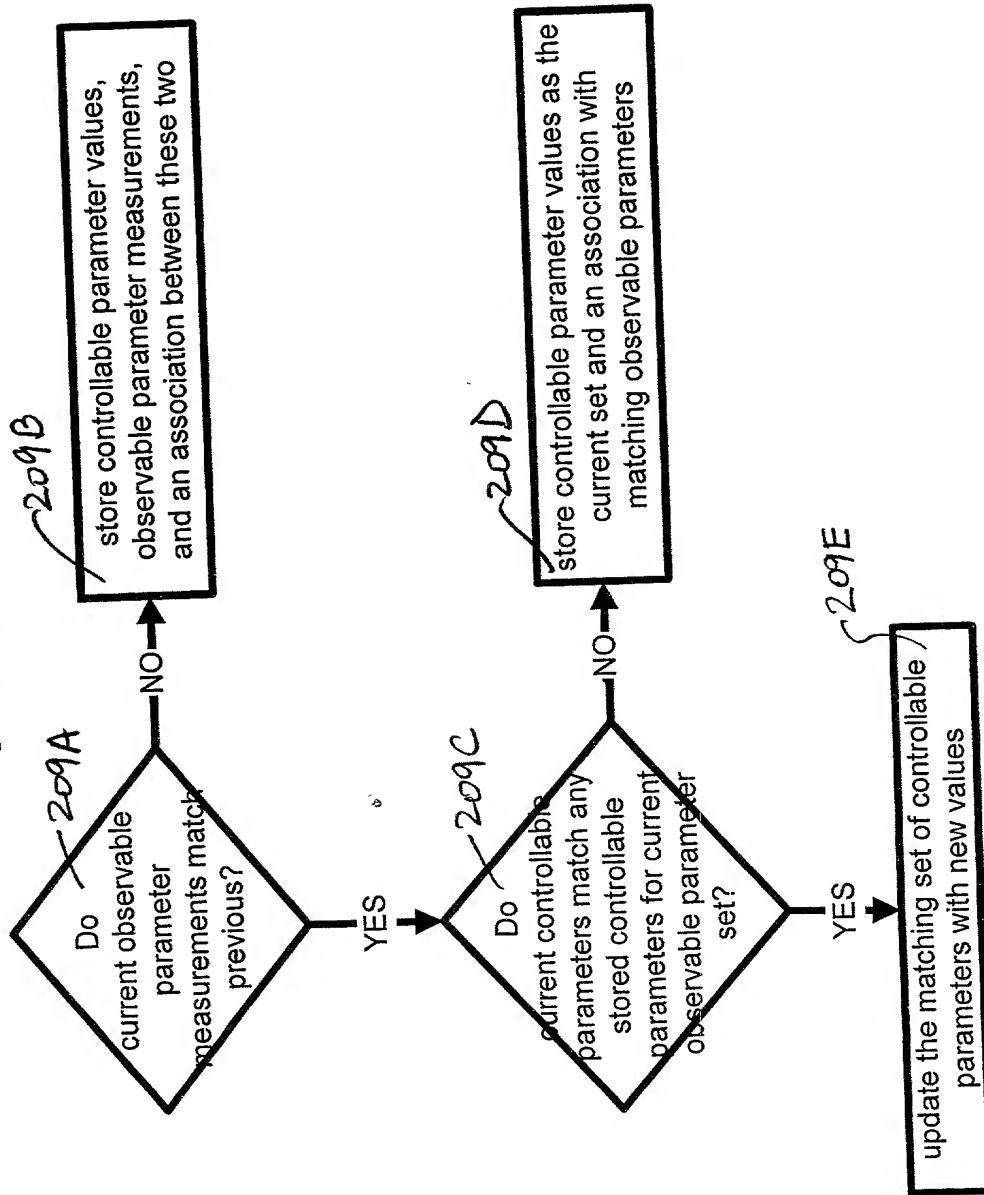 209A
Do
current observable
parameter
measurements match
previous?
NO
209B
store controllable parameter values,
observable parameter measurements,
and an association between these two
YES
209C
Do
current controllable
parameters match any
stored controllable
parameters for current
observable parameter
set?
NO
209D
store controllable parameter values as the
current set and an association with
matching observable parameters
YES
209E
update the matching set of controllable
parameters with new values